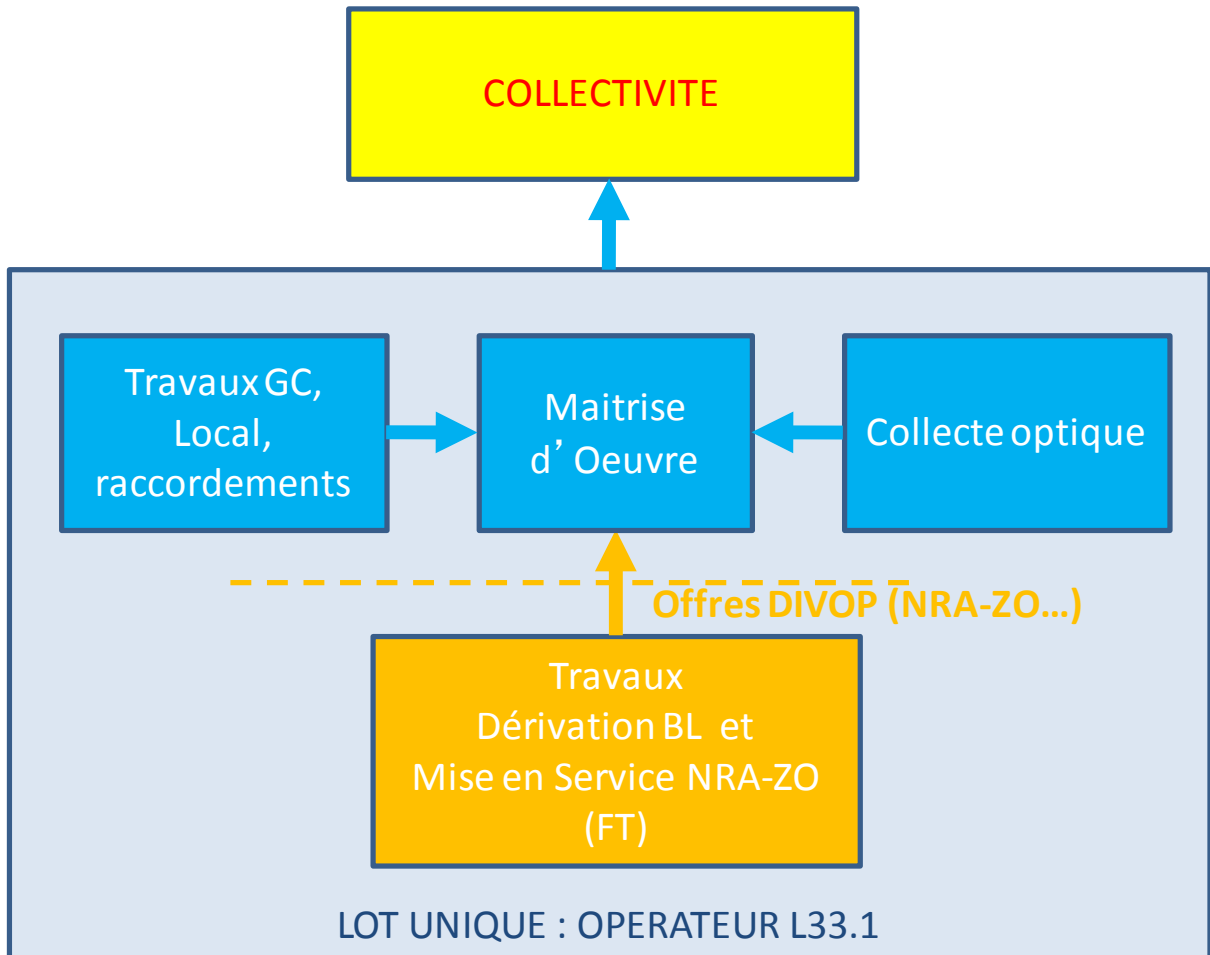 COLLECTIVITE
Travaux GC,
Local,
raccordements
Maitrise
d’ Oeuvre
Collecte optique
Offres DIVOP (NRA-ZO…)
Travaux
Dérivation BL et
Mise en Service NRA-ZO
(FT)
LOT UNIQUE : OPERATEUR L33.1